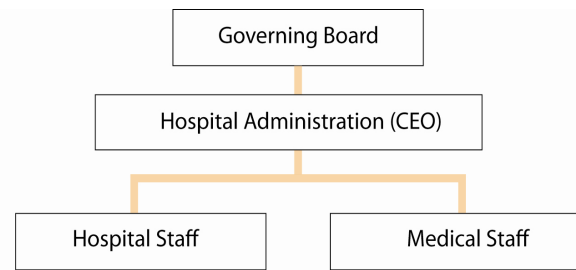 Governing Board
Hospital Administration (CEO)
Hospital Staff
Medical Staff